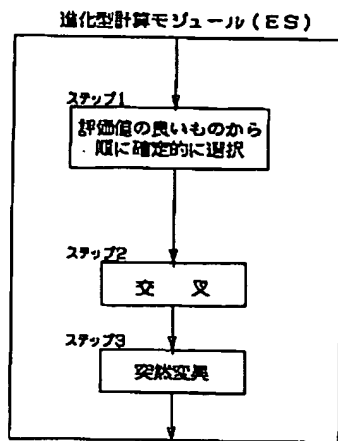 進化型計算モジュール(ES)
ステップ1
評価値の良いものから
順に確定的に選択
ステップ2
交 叉
ステップ3
突然変異